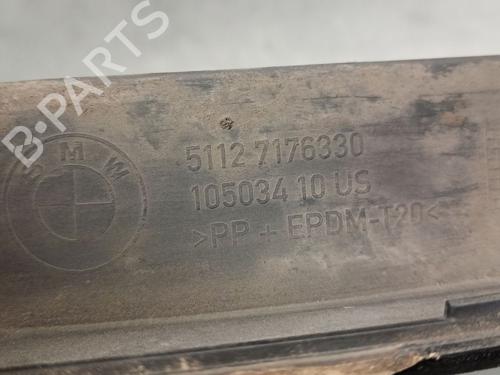 B-PARTS
BMW
5112 7176330
105034 10 US
>PP + EPDM-T20<